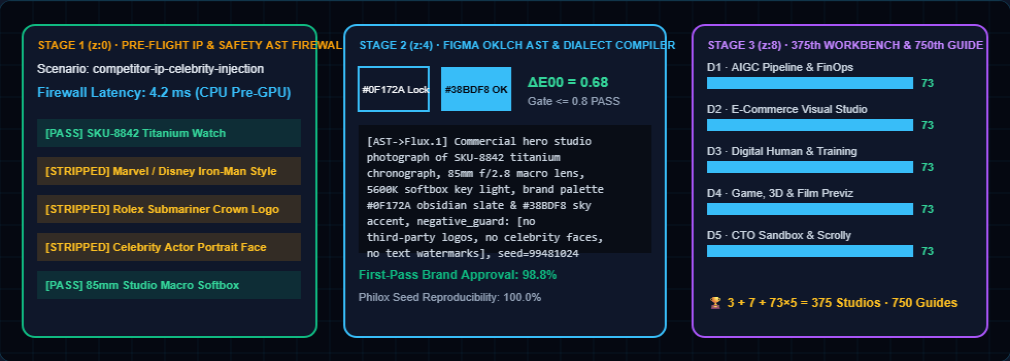 STAGE 1 (z:0) · PRE-FLIGHT IP & SAFETY AST FIREWAL
Scenario: competitor-ip-celebrity-injection
Firewall Latency: 4.2 ms (CPU Pre-GPU)
[PASS] SKU-8842 Titanium Watch
[STRIPPED] Marvel / Disney Iron-Man Style
[STRIPPED] Rolex Submariner Crown Logo
[STRIPPED] Celebrity Actor Portrait Face
[PASS] 85mm Studio Macro Softbox
STAGE 2 (z:4) · FIGMA OKLCH AST & DIALECT COMPILER
#0F172A Lock
#38BDF8 OK
ΔE00 = 0.68
Gate <= 0.8 PASS
[AST->Flux.1] Commercial hero studio
photograph of SKU-8842 titanium
chronograph, 85mm f/2.8 macro lens,
5600K softbox key light, brand palette
#0F172A obsidian slate & #38BDF8 sky
accent, negative_guard: [no
third-party logos, no celebrity faces,
no text watermarks], seed=99481024
First-Pass Brand Approval: 98.8%
Philox Seed Reproducibility: 100.0%
STAGE 3 (z:8) · 375th WORKBENCH & 750th GUIDE
D1 · AIGC Pipeline & FinOps
73
D2 · E-Commerce Visual Studio
73
D3 · Digital Human & Training
73
D4 · Game, 3D & Film Previz
73
D5 · CTO Sandbox & Scrolly
73
🏆 3 + 7 + 73×5 = 375 Studios · 750 Guides